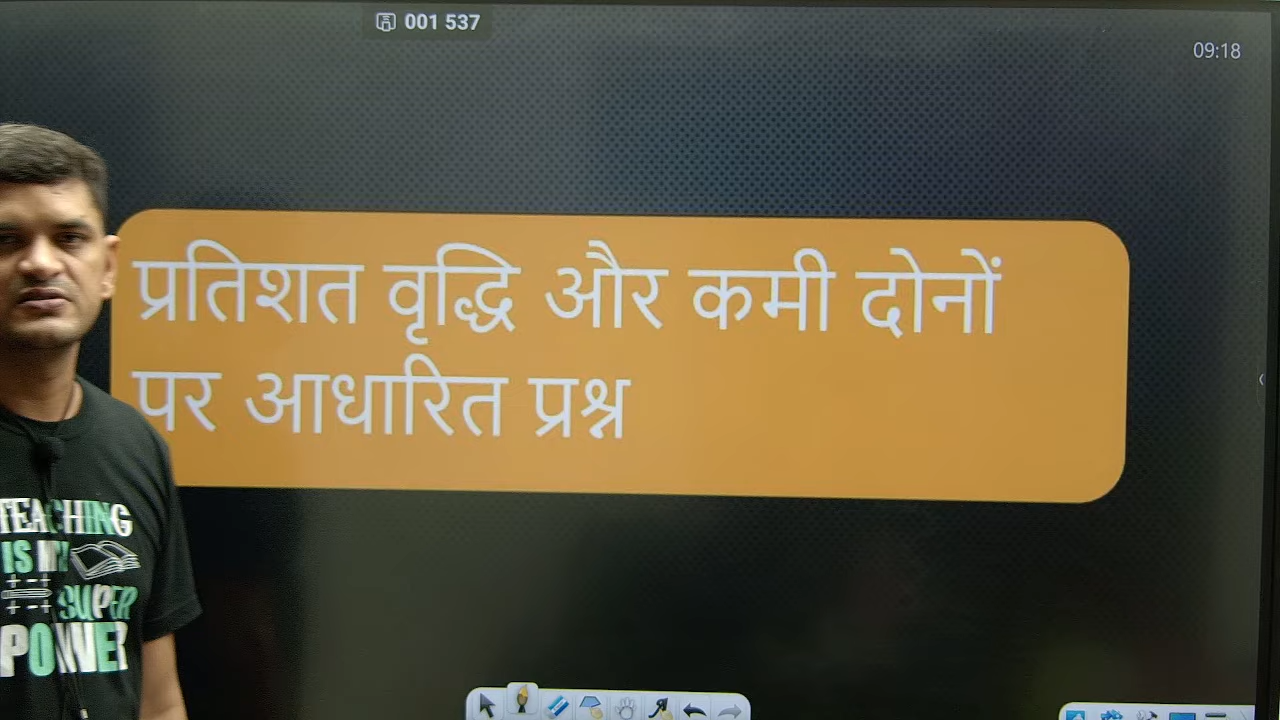 001 537
09:18
प्रतिशत वृद्धि और कमी दोनों
पर आधारित प्रश्न
TEACHING
IS MY
SUPER
POWER